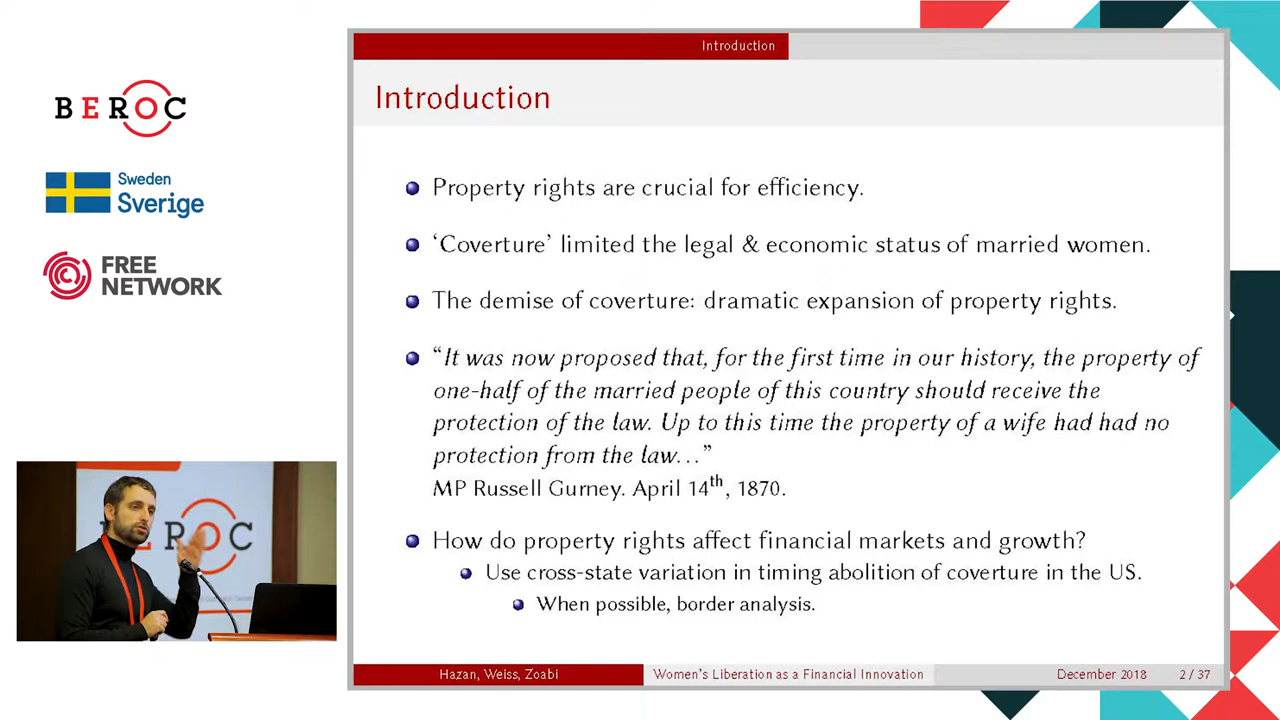 BEROC
Sweden
Sverige
FREE
NETWORK
Introduction
Introduction
Property rights are crucial for efficiency.
‘Coverture’ limited the legal & economic status of married women.
The demise of coverture: dramatic expansion of property rights.
“It was now proposed that, for the first time in our history, the property of
one-half of the married people of this country should receive the
protection of the law. Up to this time the property of a wife had had no
protection from the law…”
MP Russell Gurney. April 14th, 1870.
How do property rights affect financial markets and growth?
Use cross-state variation in timing abolition of coverture in the US.
When possible, border analysis.
BEROC
Hazan, Weiss, Zoabi
Women’s Liberation as a Financial Innovation
December 2018
2 / 37